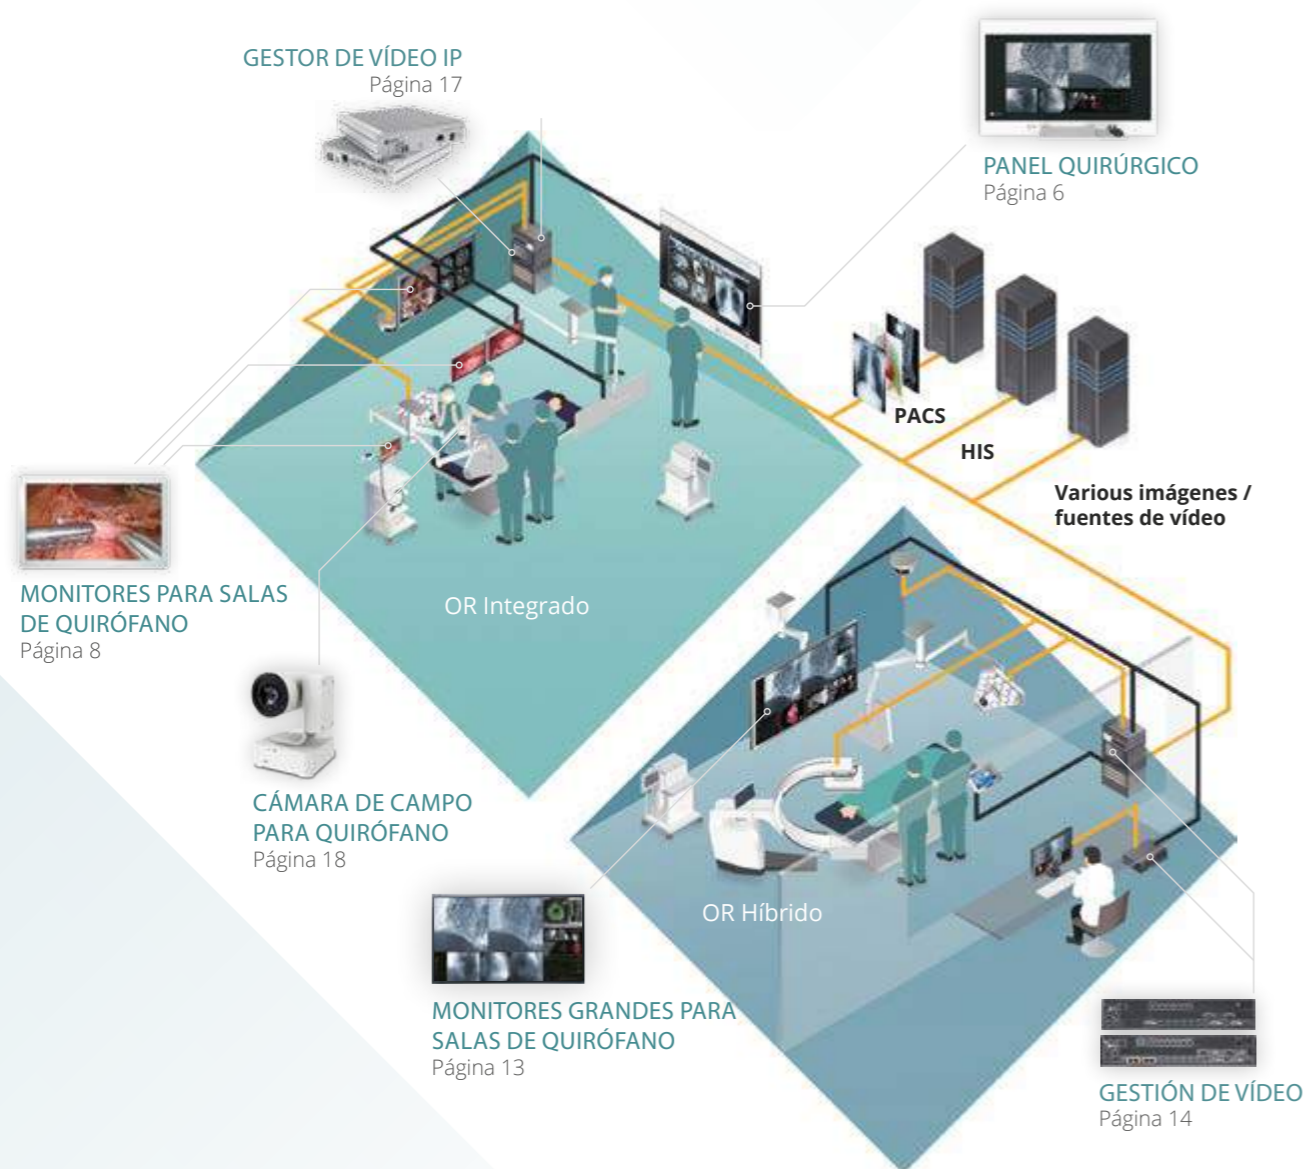 GESTOR DE VÍDEO IP
Página 17
PANEL QUIRÚRGICO
Página 6
PACS
HIS
Various imágenes /
fuentes de vídeo
MONITORES PARA SALAS
DE QUIRÓFANO
Página 8
OR Integrado
CÁMARA DE CAMPO
PARA QUIRÓFANO
Página 18
OR Híbrido
MONITORES GRANDES PARA
SALAS DE QUIRÓFANO
Página 13
GESTIÓN DE VÍDEO
Página 14